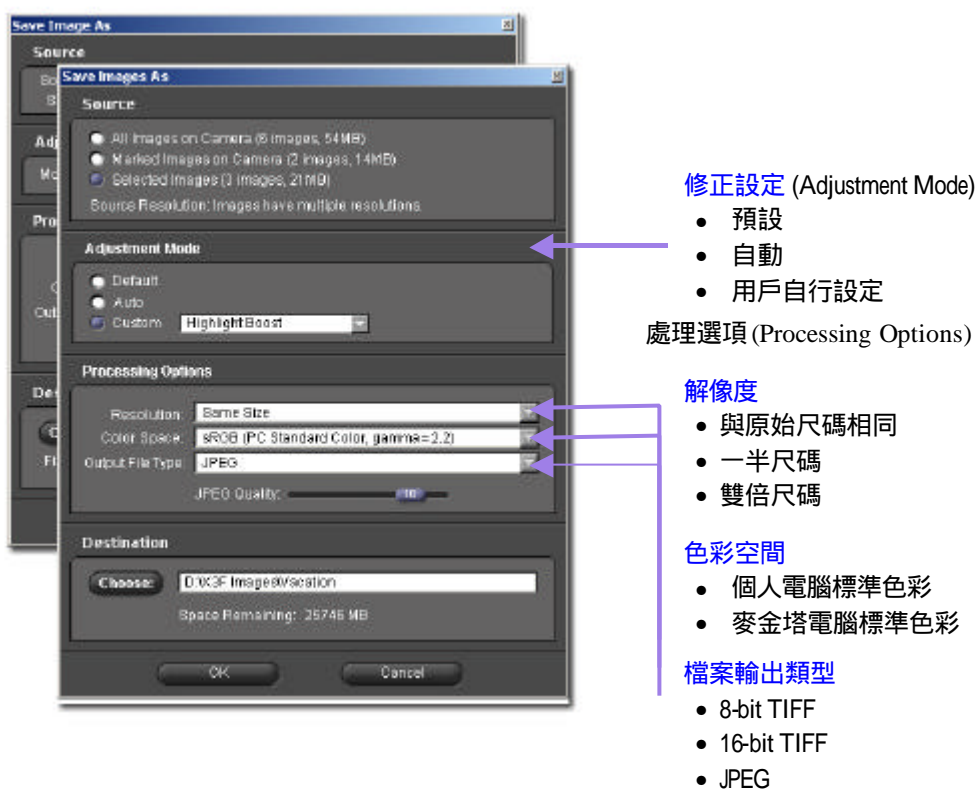 Save Image As
Source
Save Images As
Source
All Images on Camera (6 images, 54MB)
Marked Images on Camera (2 images, 14MB)
Selected Images (3 images, 21MB)
Source Resolution: Images have multiple resolutions.
Adjustment Mode
Default
Auto
Custom
Highlight Boost
Processing Options
Resolution:
Same Size
Color Space:
sRGB (PC Standard Color, gamma=2.2)
Output File Type:
JPEG
JPEG Quality:
10
Destination
Choose:
Space Remaining: 25746 MB
OK
Cancel
修正設定 (Adjustment Mode)
• 預設
• 自動
• 用戶自行設定
處理選項 (Processing Options)
解像度
• 與原始尺碼相同
• 一半尺碼
• 雙倍尺碼
色彩空間
• 個人電腦標準色彩
• 麥金塔電腦標準色彩
檔案輸出類型
• 8-bit TIFF
• 16-bit TIFF
• JPEG